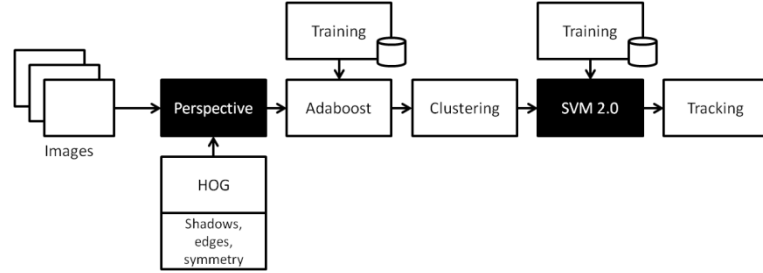 Training
Training
Perspective
Adaboost
Clustering
SVM 2.0
Tracking
Images
HOG
Shadows,
edges,
symmetry